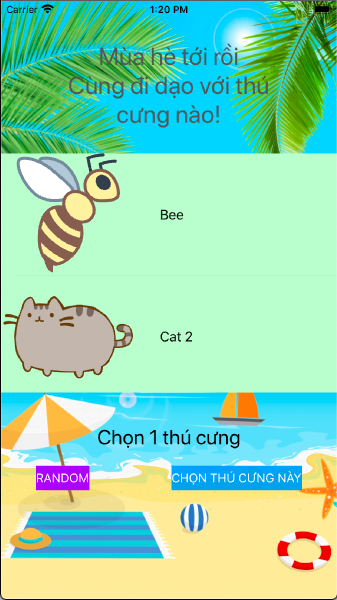 Carrier 1:20 PM
Mùa hè tới rồi
Cùng đi dạo với thú
cưng nào!
Bee
Cat 2
Chọn 1 thú cưng
RANDOM CHỌN THÚ CƯNG NÀY